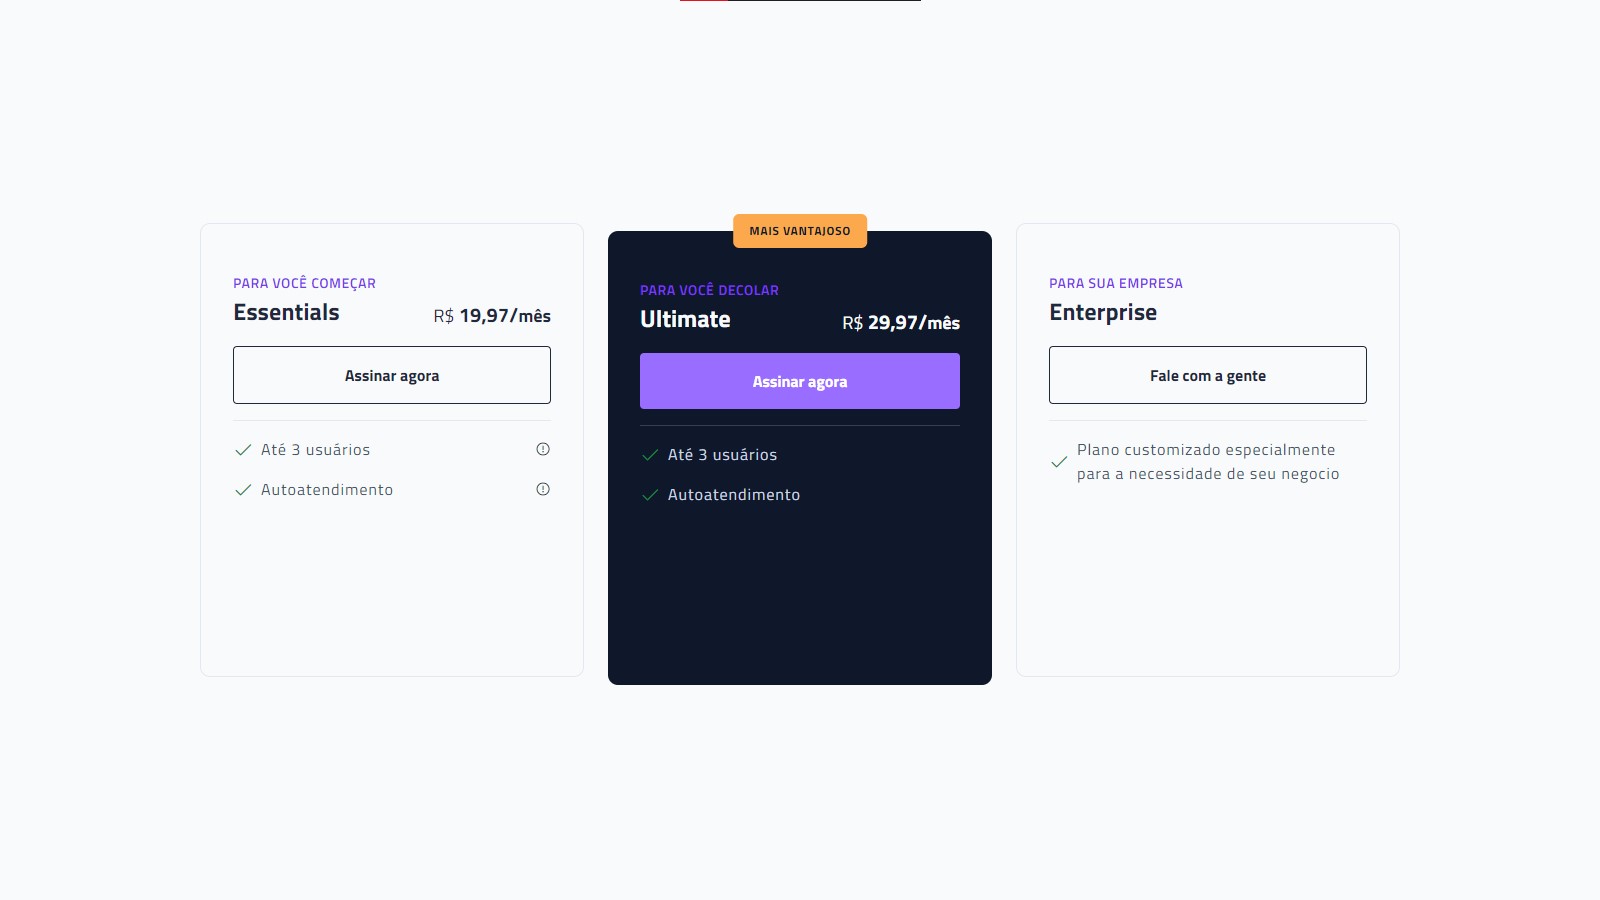 PARA VOCÊ COMEÇAR
Essentials
R$ 19,97/mês
Assinar agora
Até 3 usuários
Autoatendimento
MAIS VANTAJOSO
PARA VOCÊ DECOLAR
Ultimate
R$ 29,97/mês
Assinar agora
Até 3 usuários
Autoatendimento
PARA SUA EMPRESA
Enterprise
Fale com a gente
Plano customizado especialmente
para a necessidade de seu negocio